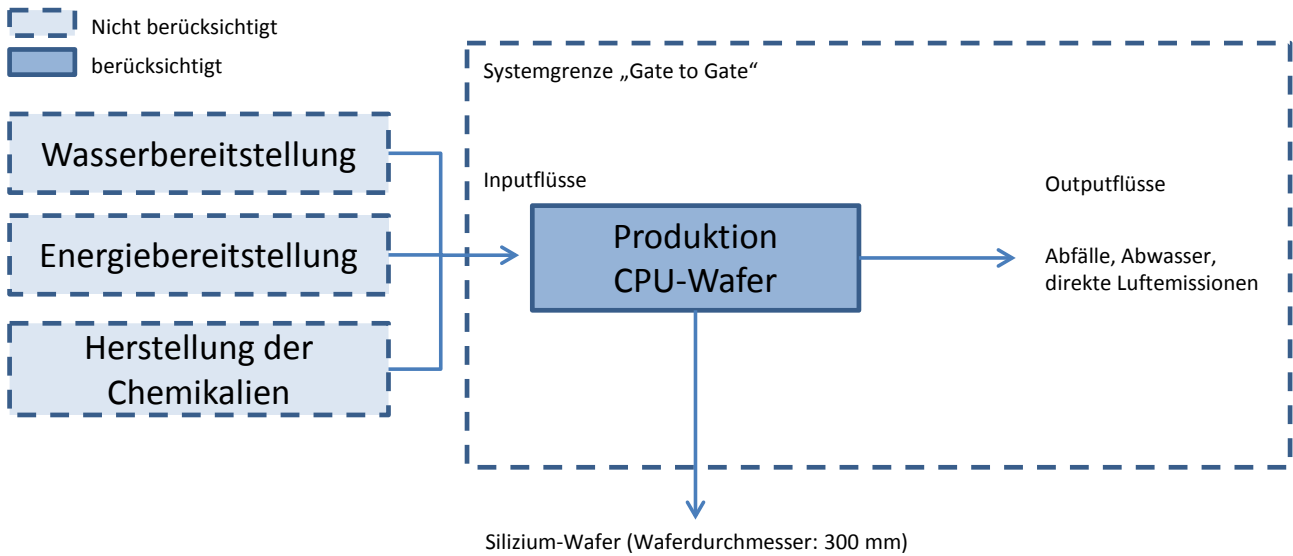 Nicht berücksichtigt
berücksichtigt
Systemgrenze „Gate to Gate“
Wasserbereitstellung
Energiebereitstellung
Herstellung der
Chemikalien
Inputflüsse
Produktion
CPU-Wafer
Outputflüsse
Abfälle, Abwasser,
direkte Luftemissionen
Silizium-Wafer (Waferdurchmesser: 300 mm)